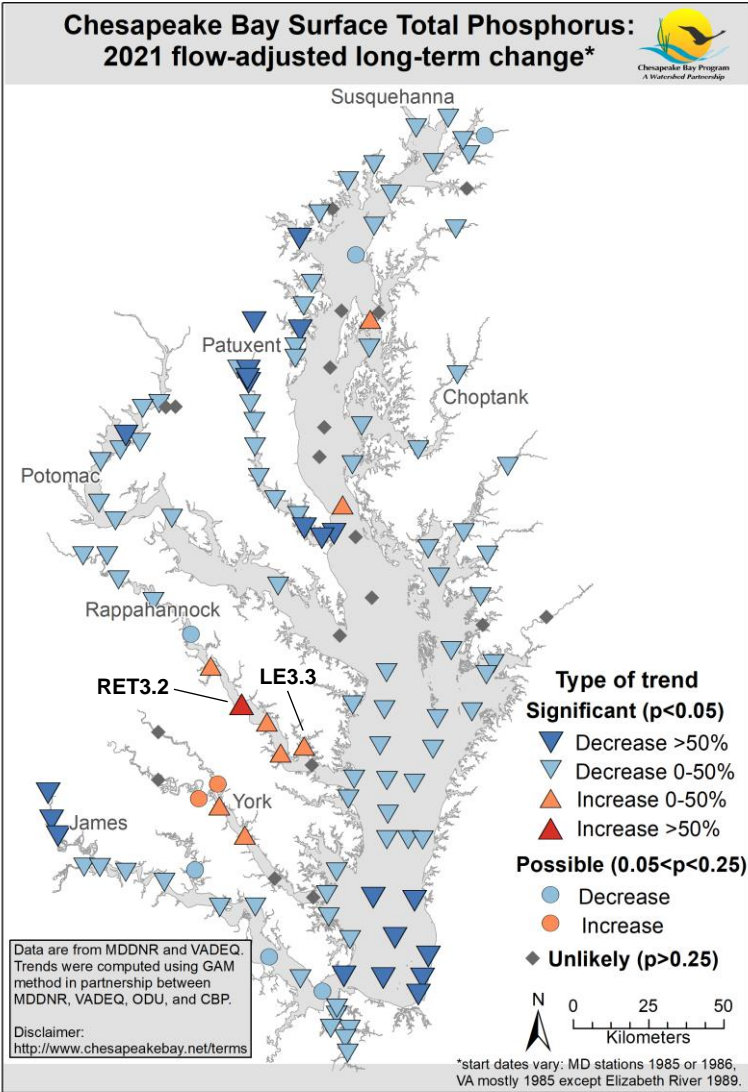 Chesapeake Bay Surface Total Phosphorus:
2021 flow-adjusted long-term change*
Chesapeake Bay Program
A Watershed Partnership
Susquehanna
Patuxent
Choptank
Potomac
Rappahannock
RET3.2
LE3.3
York
James
Type of trend
Significant (p<0.05)
Decrease >50%
Decrease 0-50%
Increase 0-50%
Increase >50%
Possible (0.05<p<0.25)
Decrease
Increase
Unlikely (p>0.25)
Data are from MDDNR and VADEQ.
Trends were computed using GAM
method in partnership between
MDDNR, VADEQ, ODU, and CBP.
Disclaimer:
http://www.chesapeakebay.net/terms
N
0 25 50
Kilometers
*start dates vary: MD stations 1985 or 1986,
VA mostly 1985 except Elizabeth River 1989